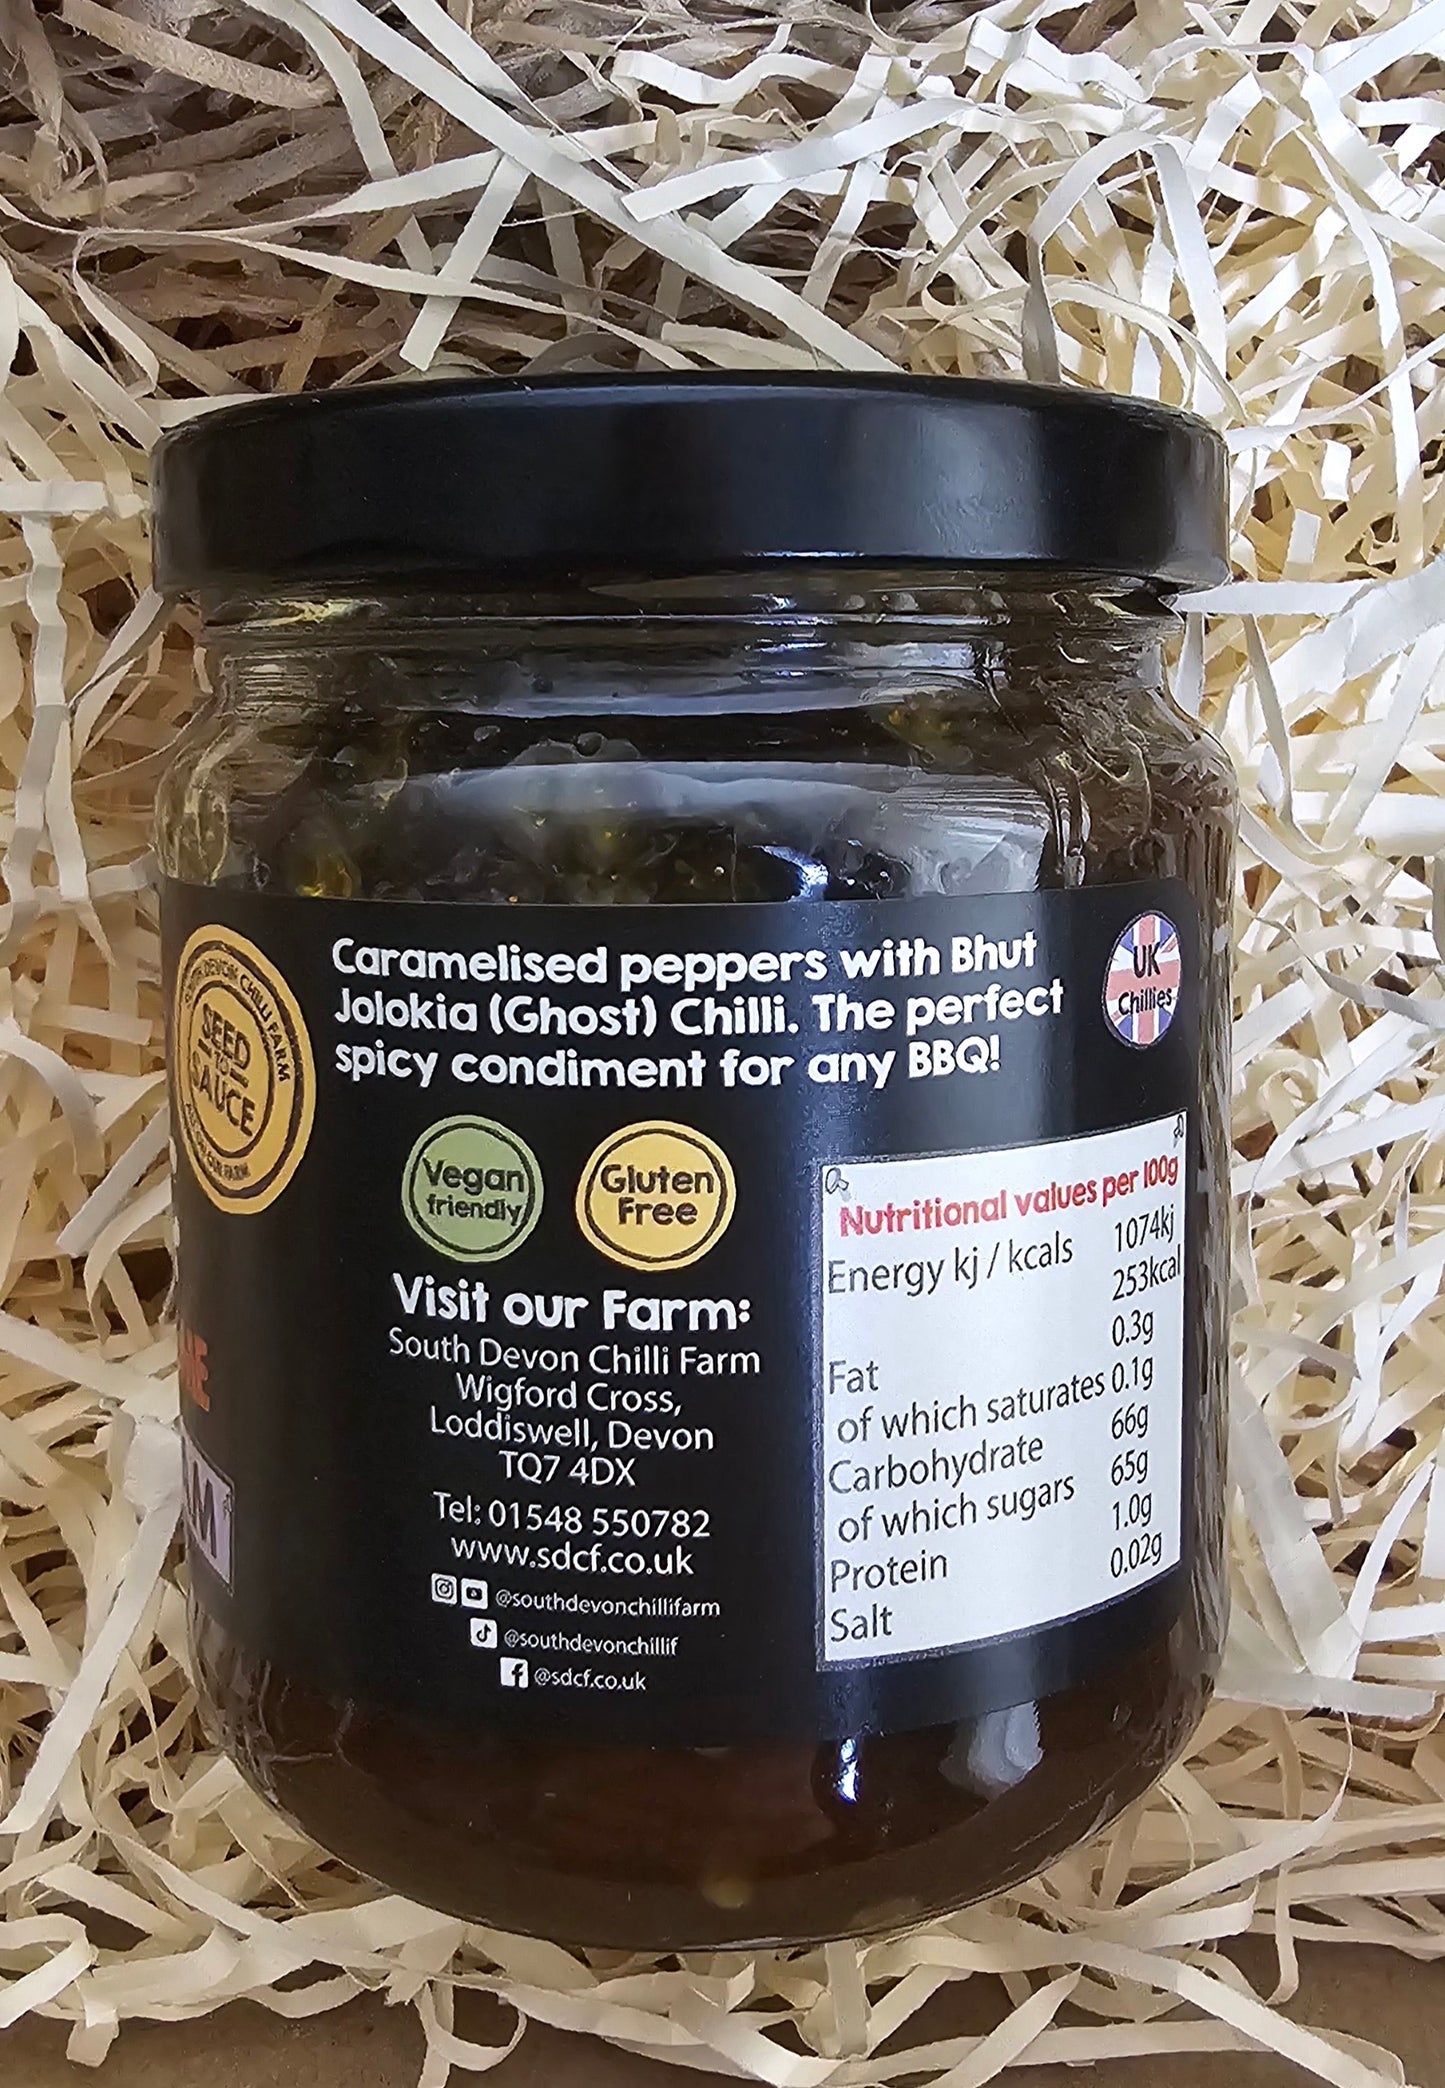 SOUTH DEVON CHILLI FARM
SEED
TO
SAUCE
OUR FARM
Caramelised peppers with Bhut
Jolokia (Ghost) Chilli. The perfect
spicy condiment for any BBQ!
UK
Chillies
Vegan
friendly
Gluten
Free
Visit our Farm:
South Devon Chilli Farm
Wigford Cross,
Loddiswell, Devon
TQ7 4DX
Tel: 01548 550782
www.sdcf.co.uk
@southdevonchillifarm
@southdevonchillif
@sdcf.co.uk
Nutritional values per 100g
Energy kj / kcals 1074kj
253kcal
Fat 0.3g
of which saturates 0.1g
Carbohydrate 66g
of which sugars 65g
Protein 1.0g
Salt 0.02g